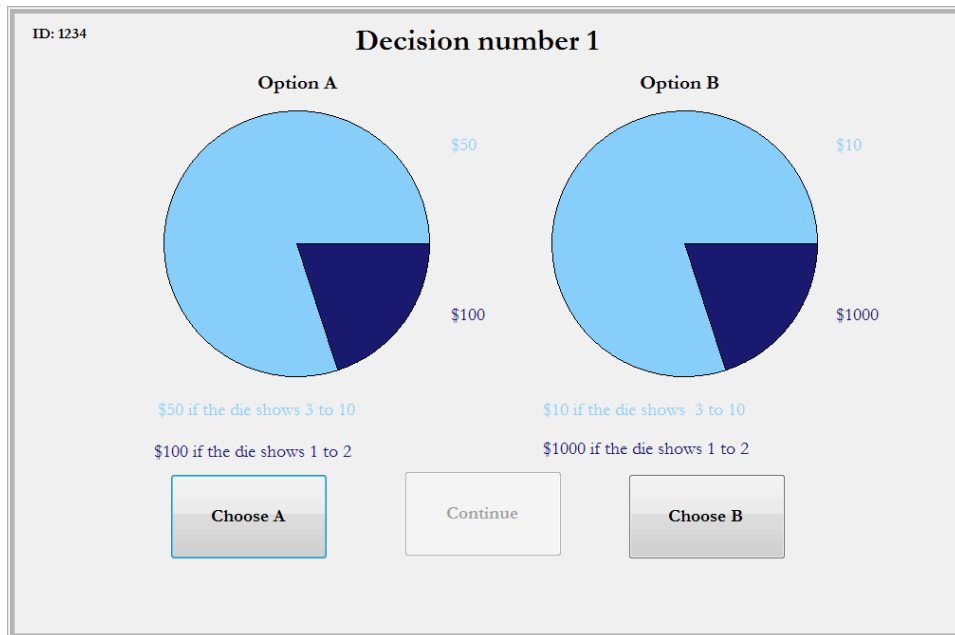 ID: 1234
Decision number 1
Option A
Option B
$50
$10
$100
$1000
$50 if the die shows 3 to 10
$10 if the die shows  3 to 10
$100 if the die shows 1 to 2
$1000 if the die shows 1 to 2
Choose A
Continue
Choose B